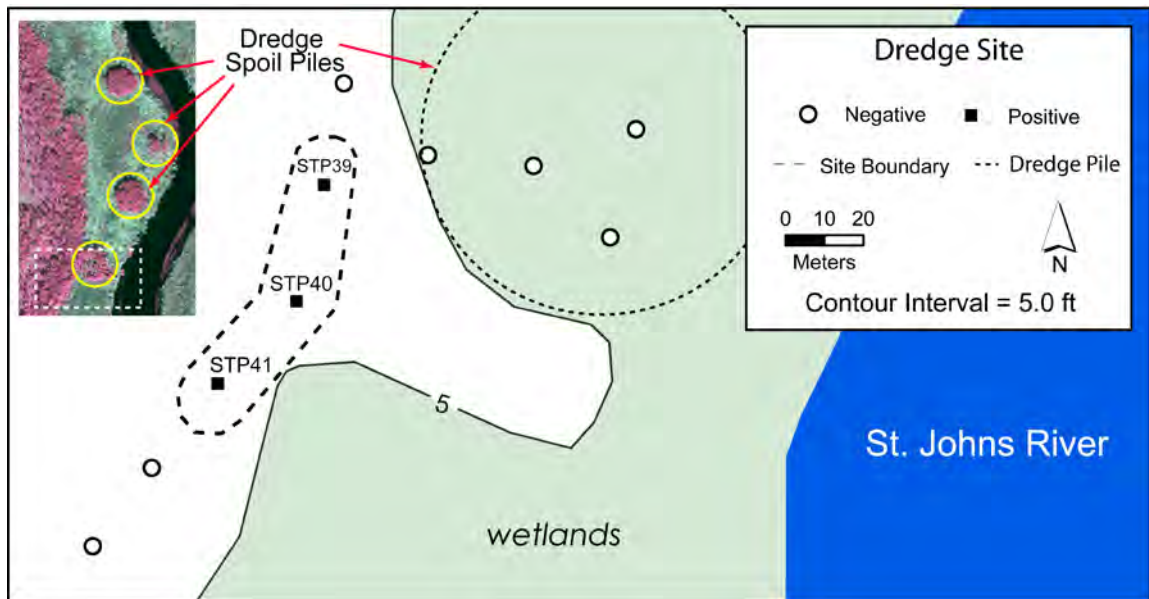 Dredge
Spoil Piles
STP39
STP40
STP41
5
wetlands
St. Johns River
Dredge Site
Negative
Positive
Site Boundary
Dredge Pile
0 10 20
Meters
N
Contour Interval = 5.0 ft